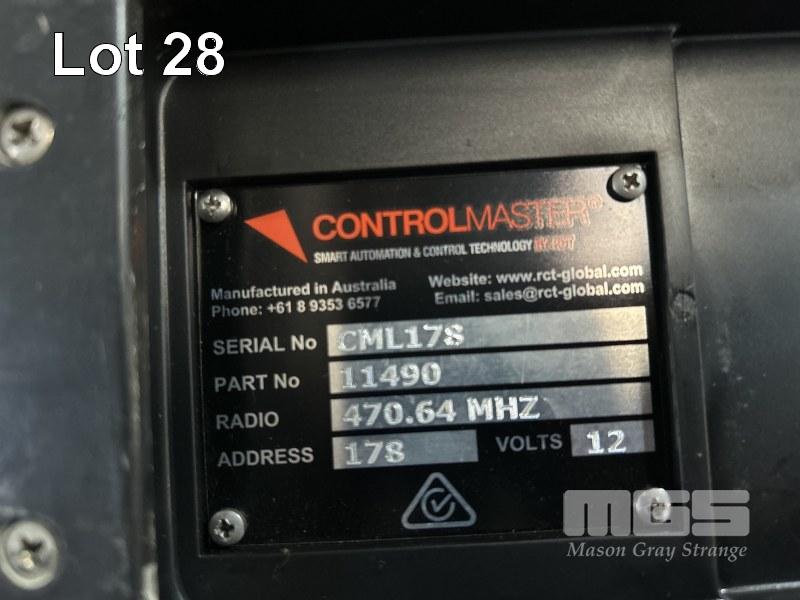 Lot 28
CONTROLMASTER®
SMART AUTOMATION & CONTROL TECHNOLOGY BY RCT
Manufactured in Australia
Phone: +61 8 9353 6577
Website: www.rct-global.com
Email: sales@rct-global.com
SERIAL No CML178
PART No 11490
RADIO 470.64 MHZ
ADDRESS 178
VOLTS 12
MGS
Mason Gray Strange